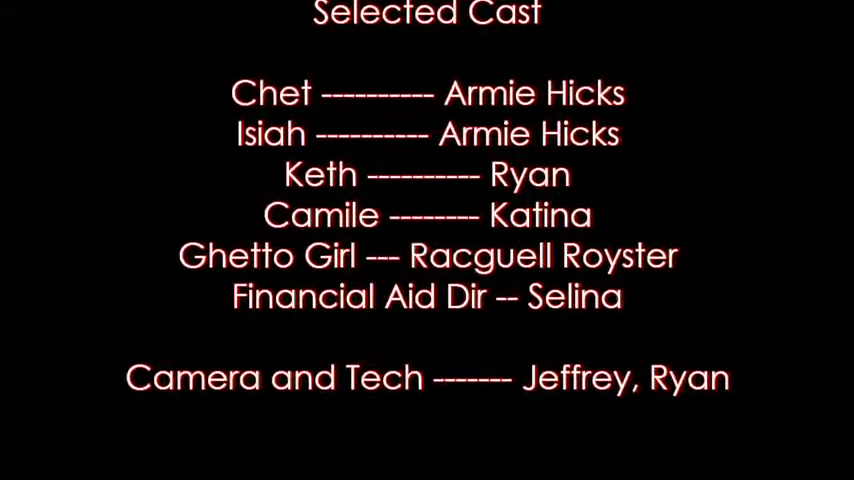 Selected Cast
Chet ---------- Armie Hicks
Isiah ---------- Armie Hicks
Keth ---------- Ryan
Camile -------- Katina
Ghetto Girl --- Racguell Royster
Financial Aid Dir -- Selina
Camera and Tech ------- Jeffrey, Ryan